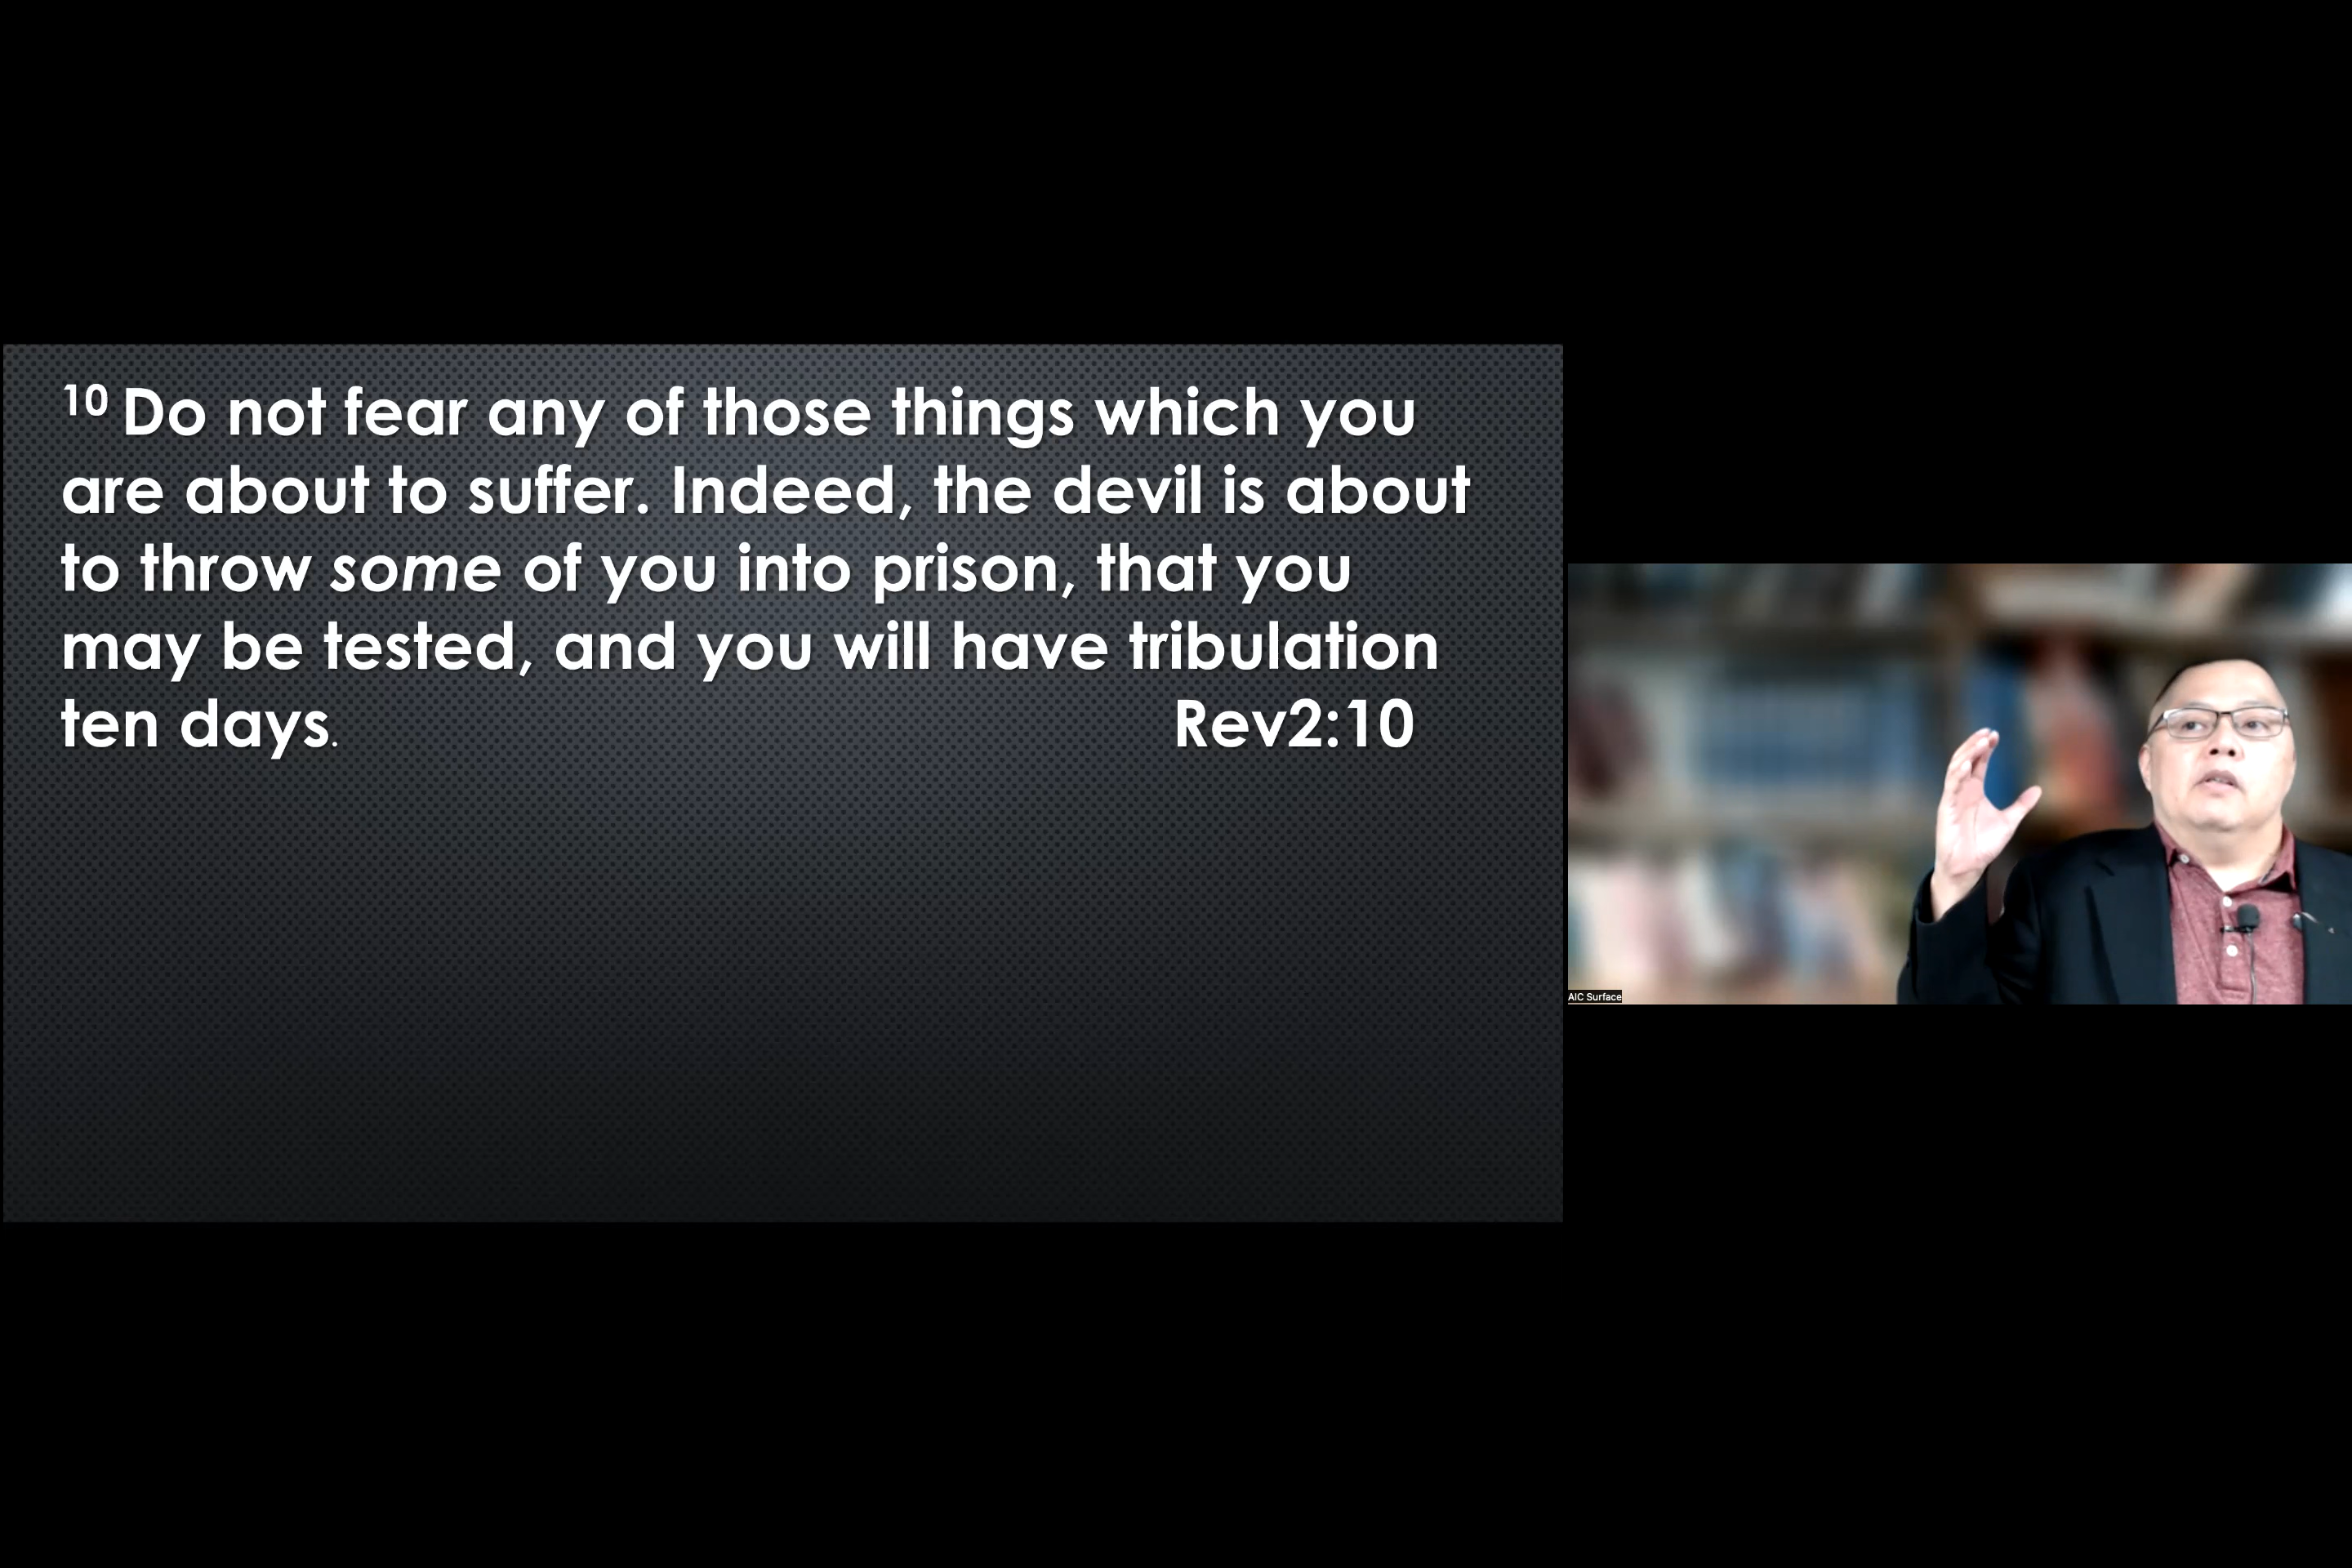 10 Do not fear any of those things which you
are about to suffer. Indeed, the devil is about
to throw some of you into prison, that you
may be tested, and you will have tribulation
ten days. Rev2:10
AIC Surface